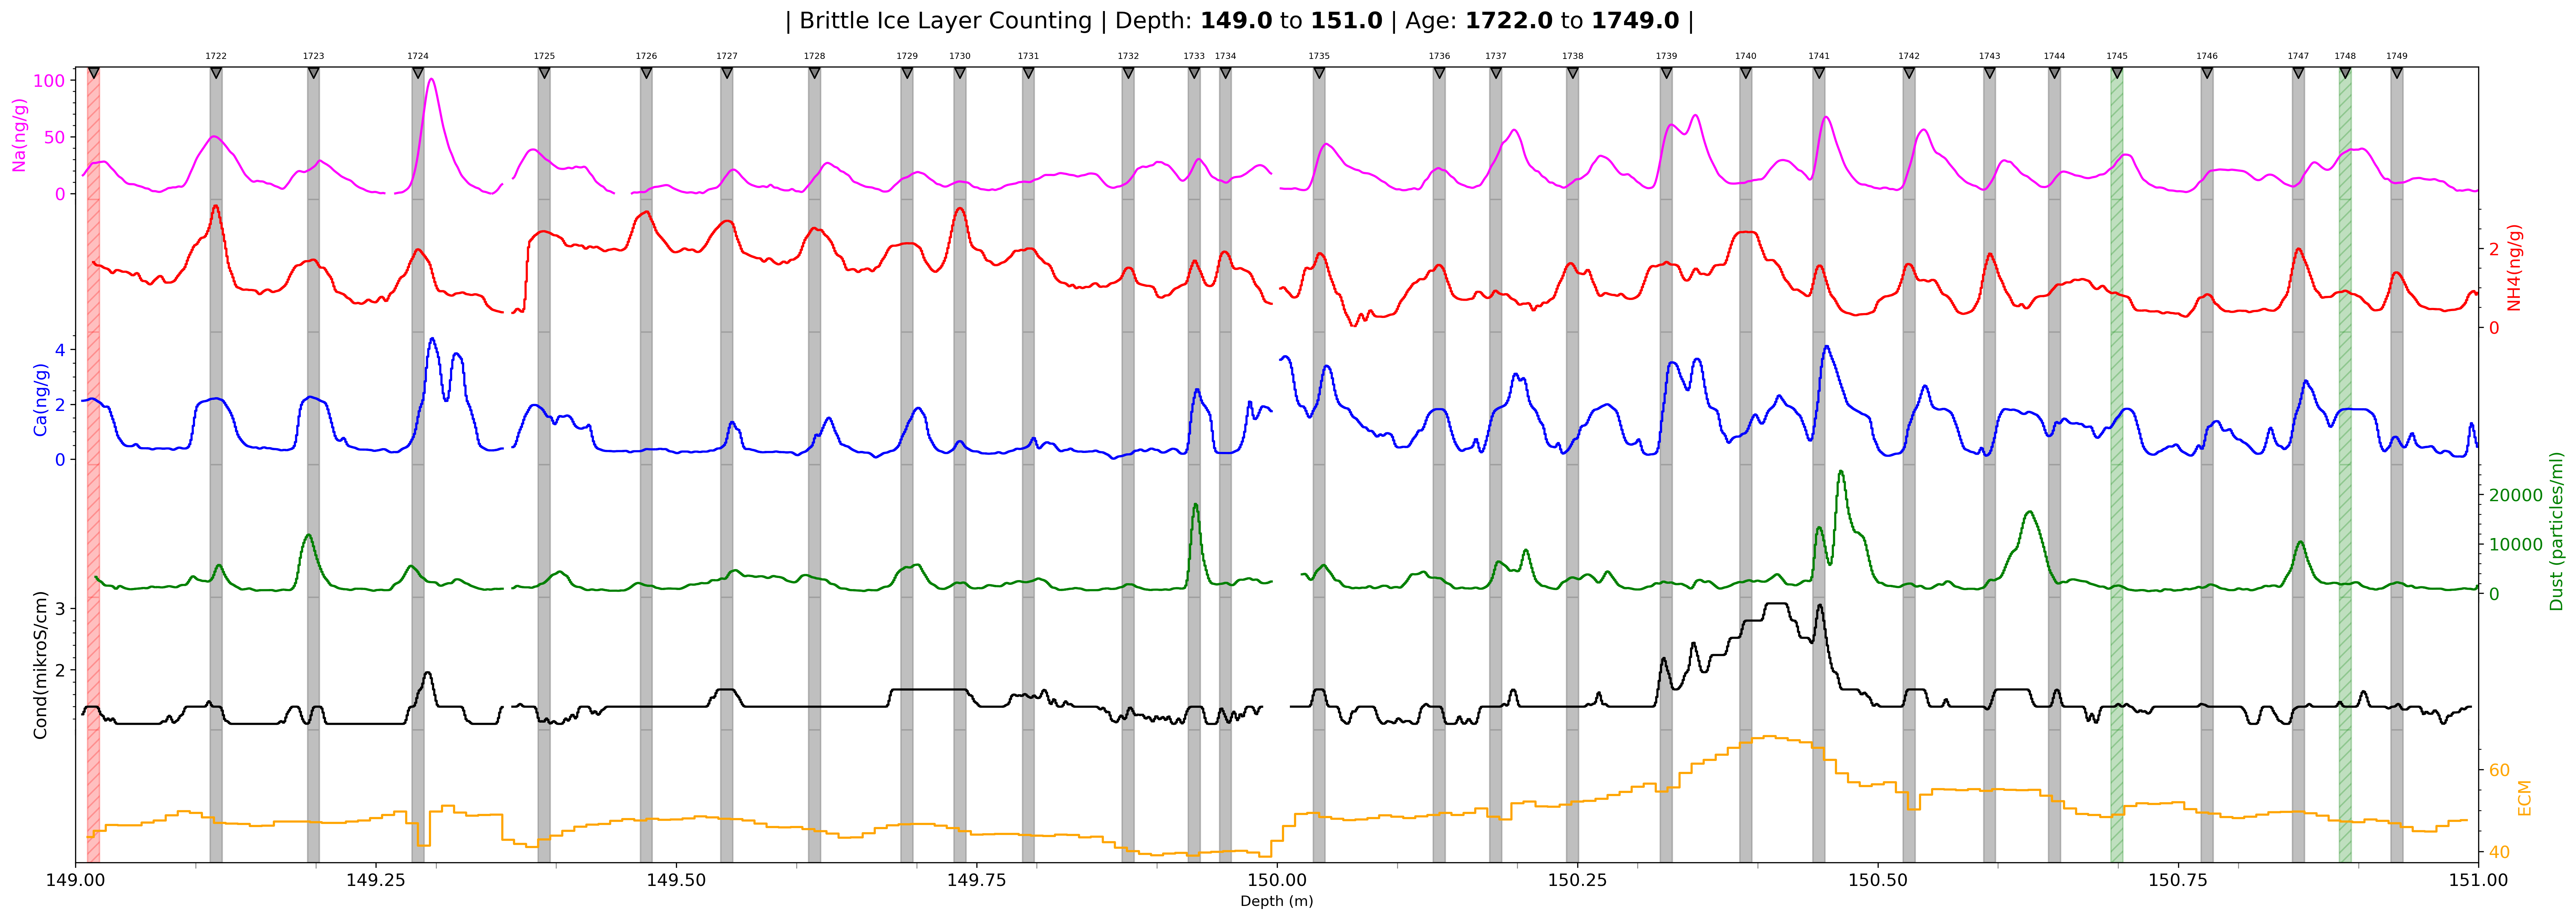 | Brittle Ice Layer Counting | Depth: 149.0 to 151.0 | Age: 1722.0 to 1749.0 |
1722 1723 1724 1725 1726 1727 1728 1729 1730 1731 1732 1733 1734 1735 1736 1737 1738 1739 1740 1741 1742 1743 1744 1745 1746 1747 1748 1749
Na(ng/g)
100
50
0
NH4(ng/g)
2
0
Ca(ng/g)
4
2
0
Dust (particles/ml)
20000
10000
0
Cond(mikroS/cm)
3
2
ECM
60
40
149.00 149.25 149.50 149.75 150.00 150.25 150.50 150.75 151.00
Depth (m)